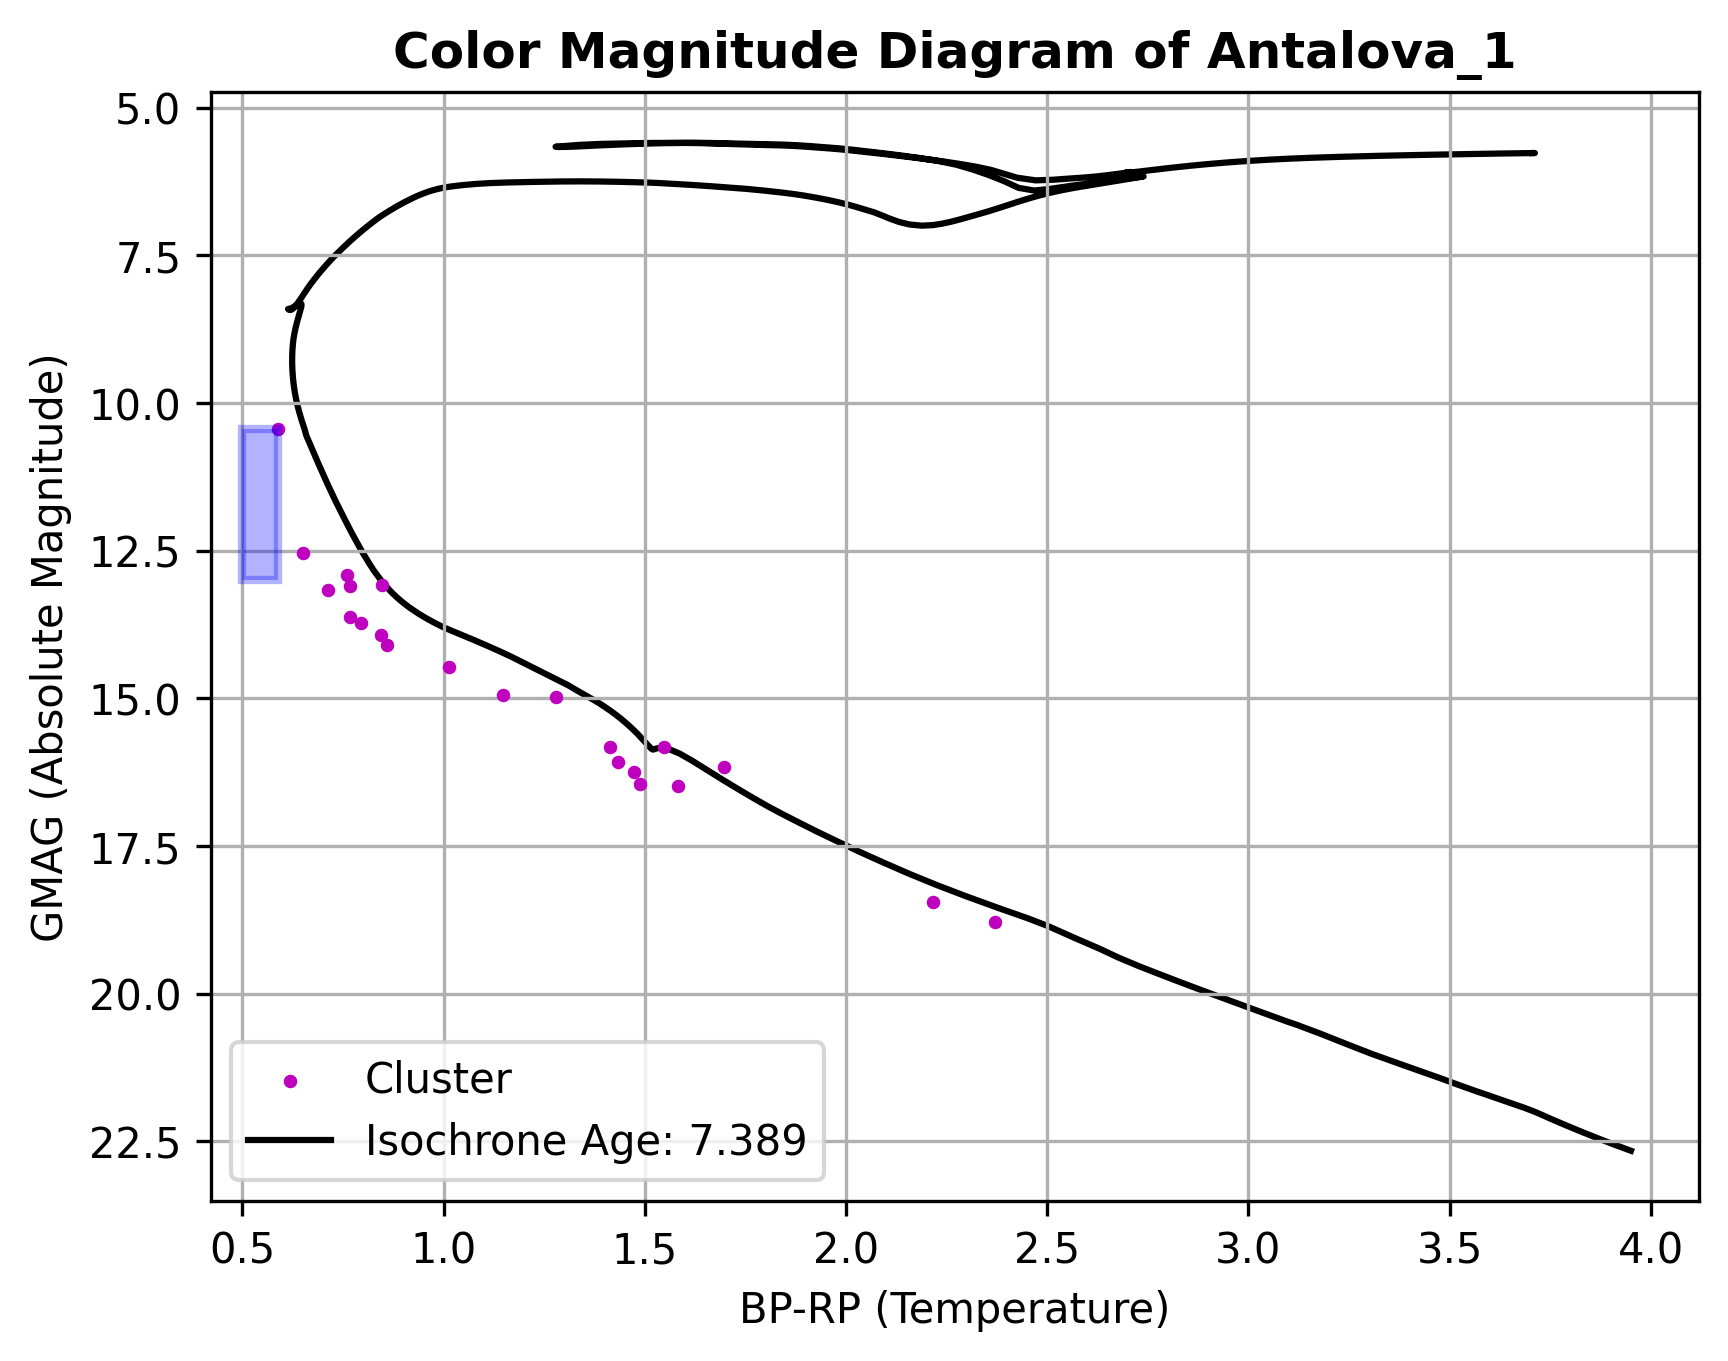 Color Magnitude Diagram of Antalova_1
5.0
7.5
10.0
12.5
15.0
17.5
20.0
22.5
GMAG (Absolute Magnitude)
Cluster
Isochrone Age: 7.389
0.5 1.0 1.5 2.0 2.5 3.0 3.5 4.0
BP-RP (Temperature)